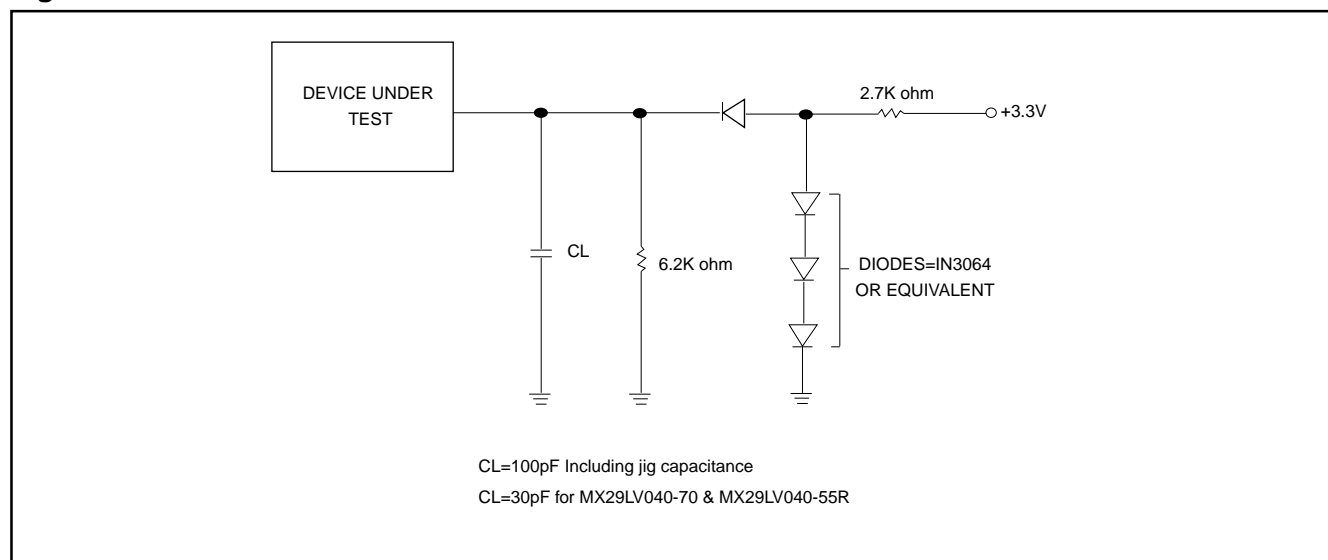 DEVICE UNDER
TEST
2.7K ohm
+3.3V
CL
6.2K ohm
DIODES=IN3064
OR EQUIVALENT
CL=100pF Including jig capacitance
CL=30pF for MX29LV040-70 & MX29LV040-55R